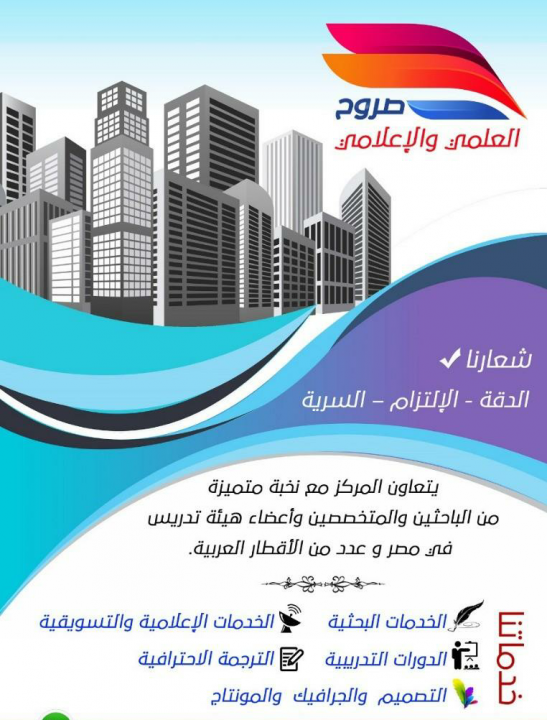 صروح
العلمي والإعلامي
شعارنا ✓
الدقة - الإلتزام – السرية
يتعاون المركز مع نخبة متميزة
من الباحثين والمتخصصين وأعضاء هيئة تدريس
في مصر و عدد من الأقطار العربية.
خدماتنا
الخدمات البحثية
الخدمات الإعلامية والتسويقية
الدورات التدريبية
الترجمة الاحترافية
التصميم والجرافيك والمونتاج